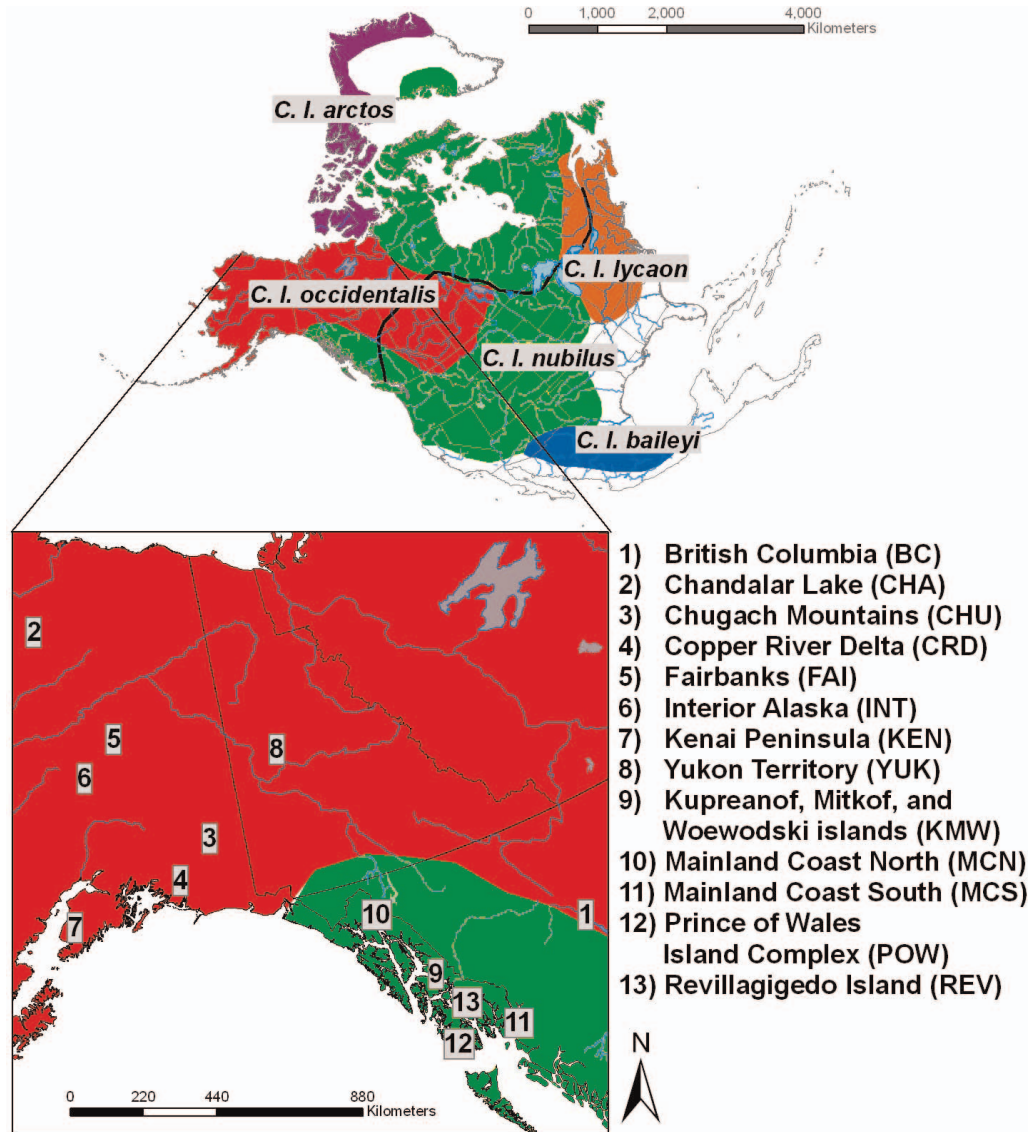 0 1,000 2,000 4,000
Kilometers
C. l. arctos
C. l. lycaon
C. l. occidentalis
C. l. nubilus
C. l. baileyi
2
5
8
6
3
4
7
10
1
9
13
11
12
0 220 440 880
Kilometers
1) British Columbia (BC)
2) Chandalar Lake (CHA)
3) Chugach Mountains (CHU)
4) Copper River Delta (CRD)
5) Fairbanks (FAI)
6) Interior Alaska (INT)
7) Kenai Peninsula (KEN)
8) Yukon Territory (YUK)
9) Kupreanof, Mitkof, and
Woewodski islands (KMW)
10) Mainland Coast North (MCN)
11) Mainland Coast South (MCS)
12) Prince of Wales
Island Complex (POW)
13) Revillagigedo Island (REV)
N